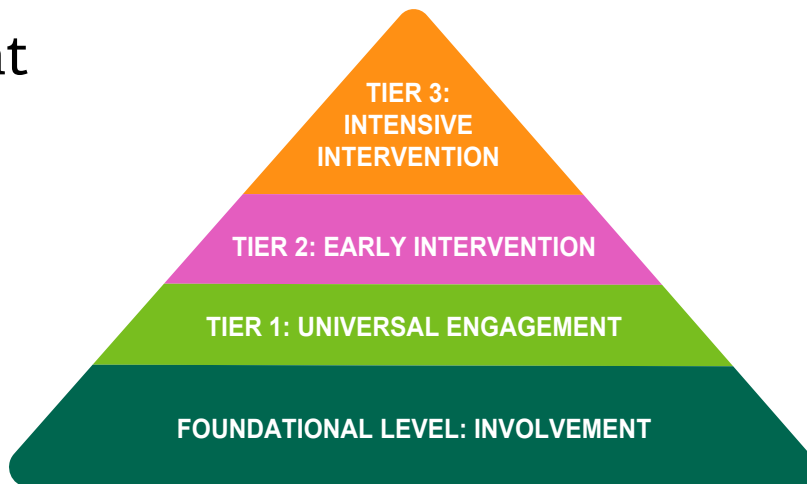 TIER 3:
INTENSIVE
INTERVENTION
TIER 2: EARLY INTERVENTION
TIER 1: UNIVERSAL ENGAGEMENT
FOUNDATIONAL LEVEL: INVOLVEMENT